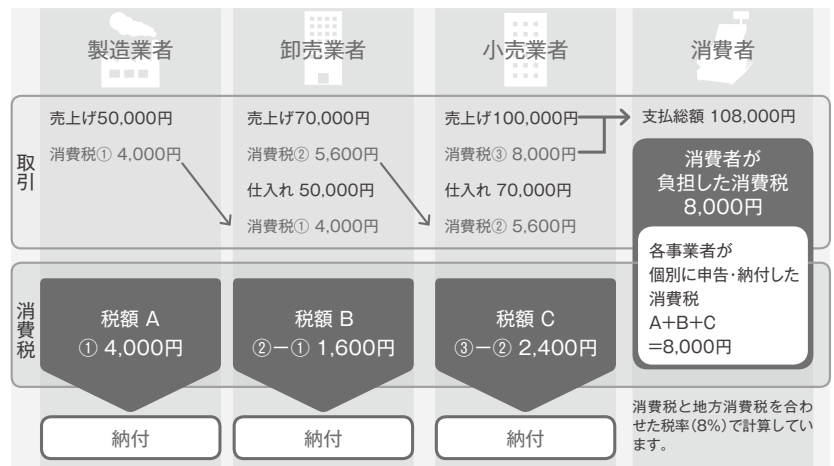 製造業者
卸売業者
小売業者
消費者
取引
売上げ50,000円
消費税① 4,000円
売上げ70,000円
消費税② 5,600円
仕入れ 50,000円
消費税① 4,000円
売上げ100,000円
消費税③ 8,000円
仕入れ 70,000円
消費税② 5,600円
支払総額 108,000円
消費者が
負担した消費税
8,000円
各事業者が
個別に申告・納付した
消費税
A+B+C
=8,000円
消費税
税額 A
① 4,000円
税額 B
②－① 1,600円
税額 C
③－② 2,400円
納付
納付
納付
消費税と地方消費税を合わ
せた税率(8%)で計算してい
ます。